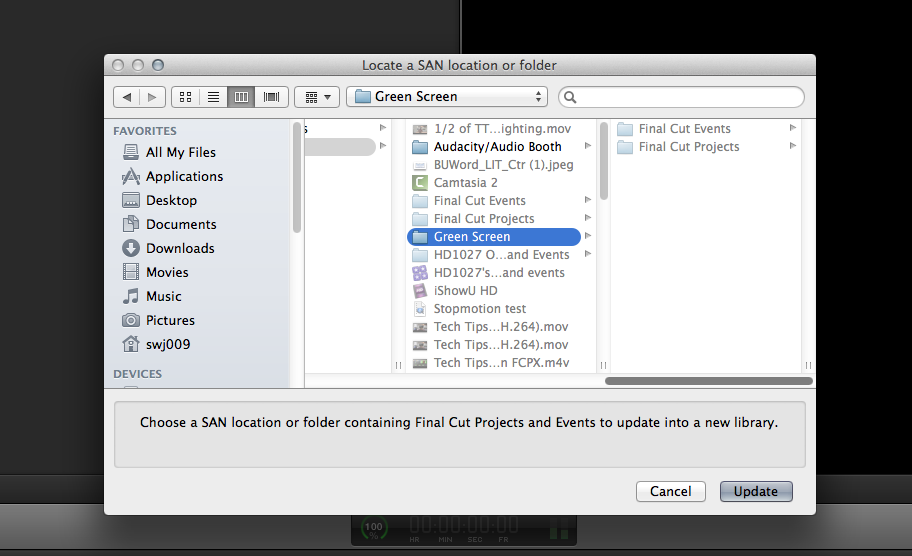 Locate a SAN location or folder
Green Screen
FAVORITES
All My Files
Applications
Desktop
Documents
Downloads
Movies
Music
Pictures
swj009
DEVICES
s
1/2 of TT...ighting.mov
Audacity/Audio Booth
BUWord_LIT_Ctr (1).jpeg
Camtasia 2
Final Cut Events
Final Cut Projects
Green Screen
HD1027 O...and Events
HD1027's...and events
iShowU HD
Stopmotion test
Tech Tips...H.264).mov
Tech Tips...H.264).mov
Tech Tips...n FCPX.m4v
Final Cut Events
Final Cut Projects
Choose a SAN location or folder containing Final Cut Projects and Events to update into a new library.
Cancel
Update
100
%
00:00:00:00
HR MIN SEC FR